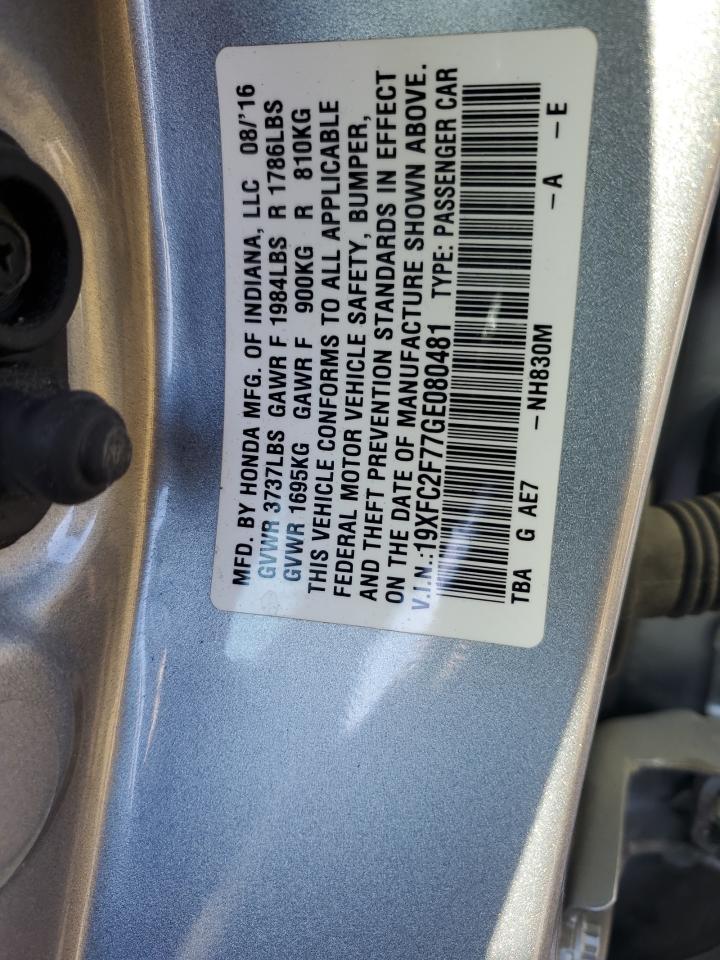 MFD. BY HONDA MFG. OF INDIANA, LLC 08/'16
GVWR 3737LBS GAWR F 1984LBS R 1786LBS
GVWR 1695KG GAWR F 900KG R 810KG
THIS VEHICLE CONFORMS TO ALL APPLICABLE
FEDERAL MOTOR VEHICLE SAFETY, BUMPER,
AND THEFT PREVENTION STANDARDS IN EFFECT
ON THE DATE OF MANUFACTURE SHOWN ABOVE.
V.I.N.:19XFC2F77GE080481 TYPE: PASSENGER CAR
TBA G AE7 -NH830M -A -E